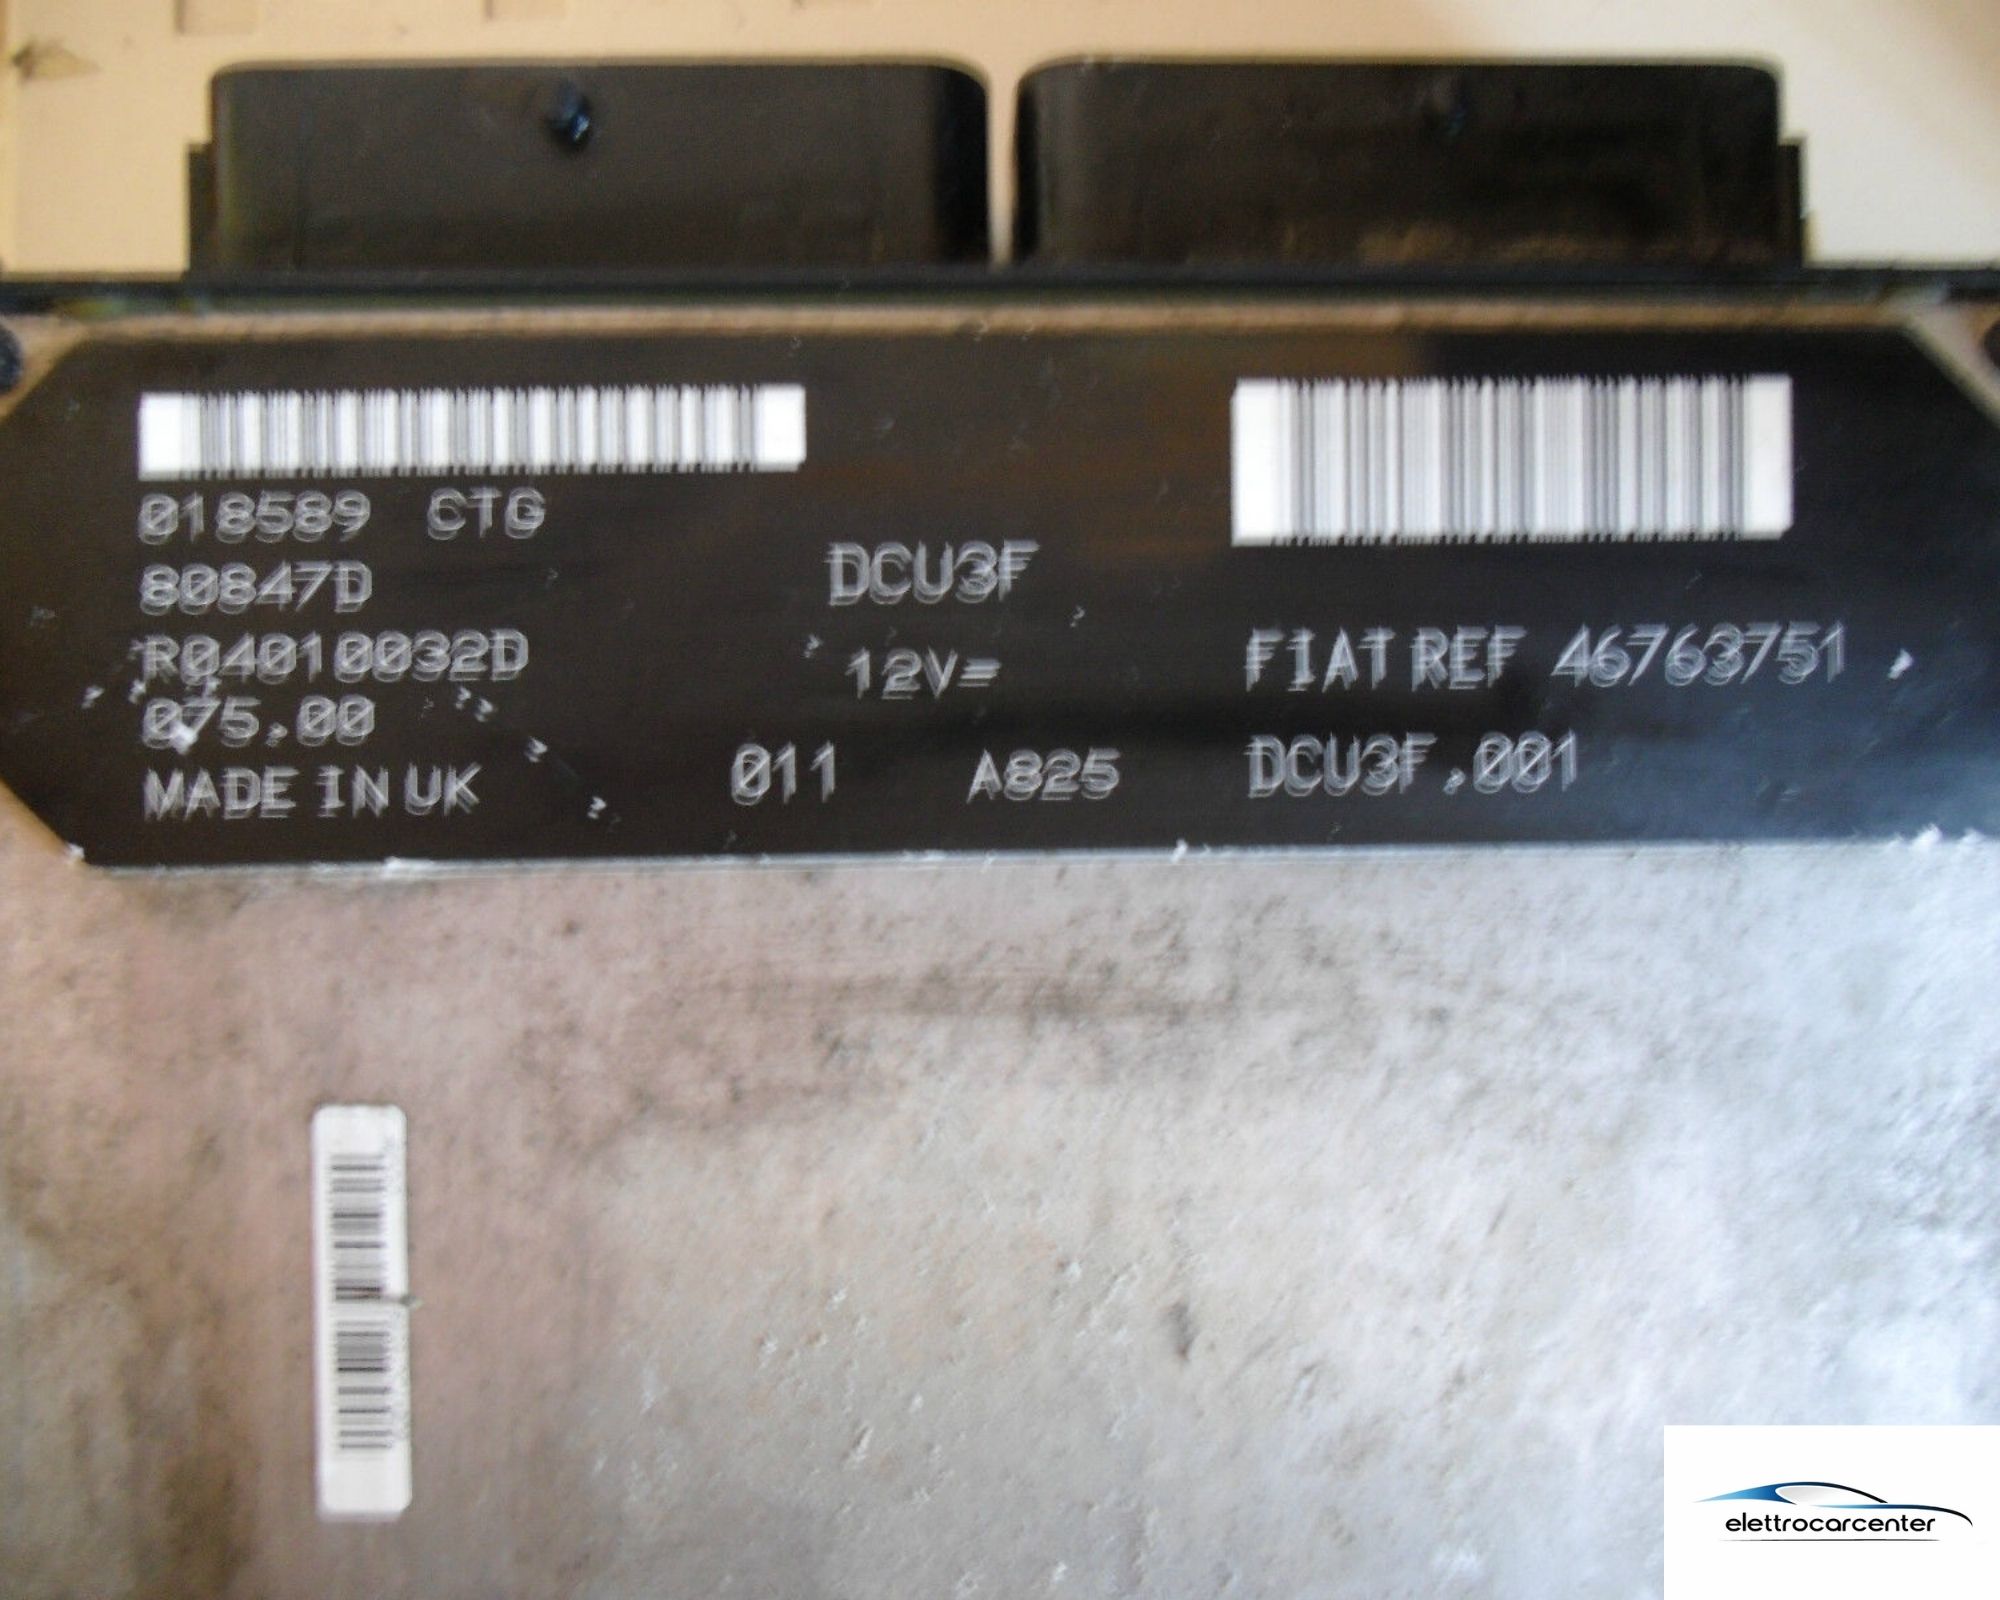 018589 CTG
80847D
R04010032D
075.00
MADE IN UK
DCU3F
12V=
011 A825
FIAT REF 46763751
DCU3F.001
elettrocarcenter